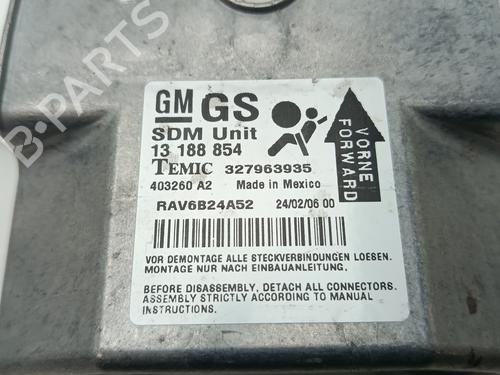 B-PARTS
GM GS
SDM Unit
13 188 854
TEMIC 327963935
403260 A2 Made in Mexico
RAV6B24A52 24/02/06 00
VORNE
FORWARD
VOR DEMONTAGE ALLE STECKVERBINDUNGEN LOESEN.
MONTAGE NUR NACH EINBAUANLEITUNG.
BEFORE DISASSEMBLY, DETACH ALL CONNECTORS.
ASSEMBLY STRICTLY ACCORDING TO MANUAL
INSTRUCTIONS.